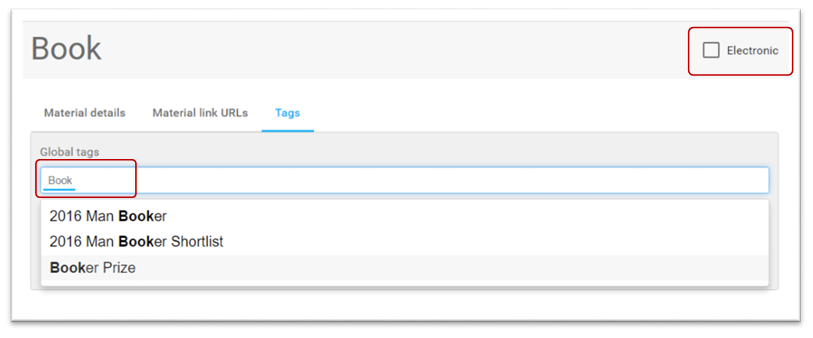 Book
Electronic
Material details Material link URLs Tags
Global tags
Book
2016 Man Booker
2016 Man Booker Shortlist
Booker Prize